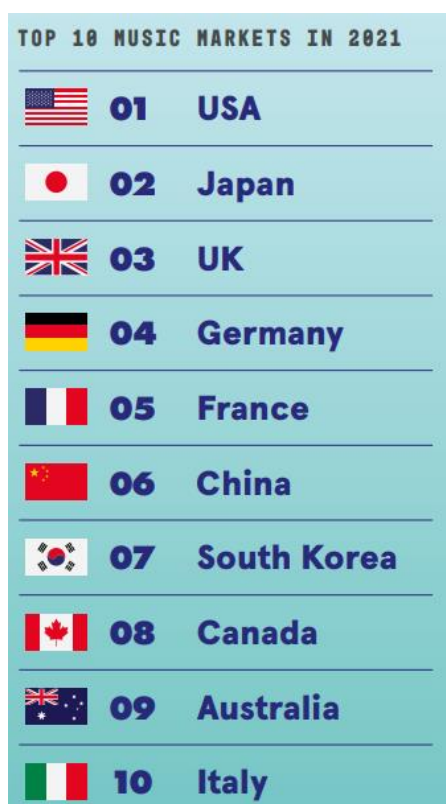 TOP 10 MUSIC MARKETS IN 2021
01 USA
02 Japan
03 UK
04 Germany
05 France
06 China
07 South Korea
08 Canada
09 Australia
10 Italy